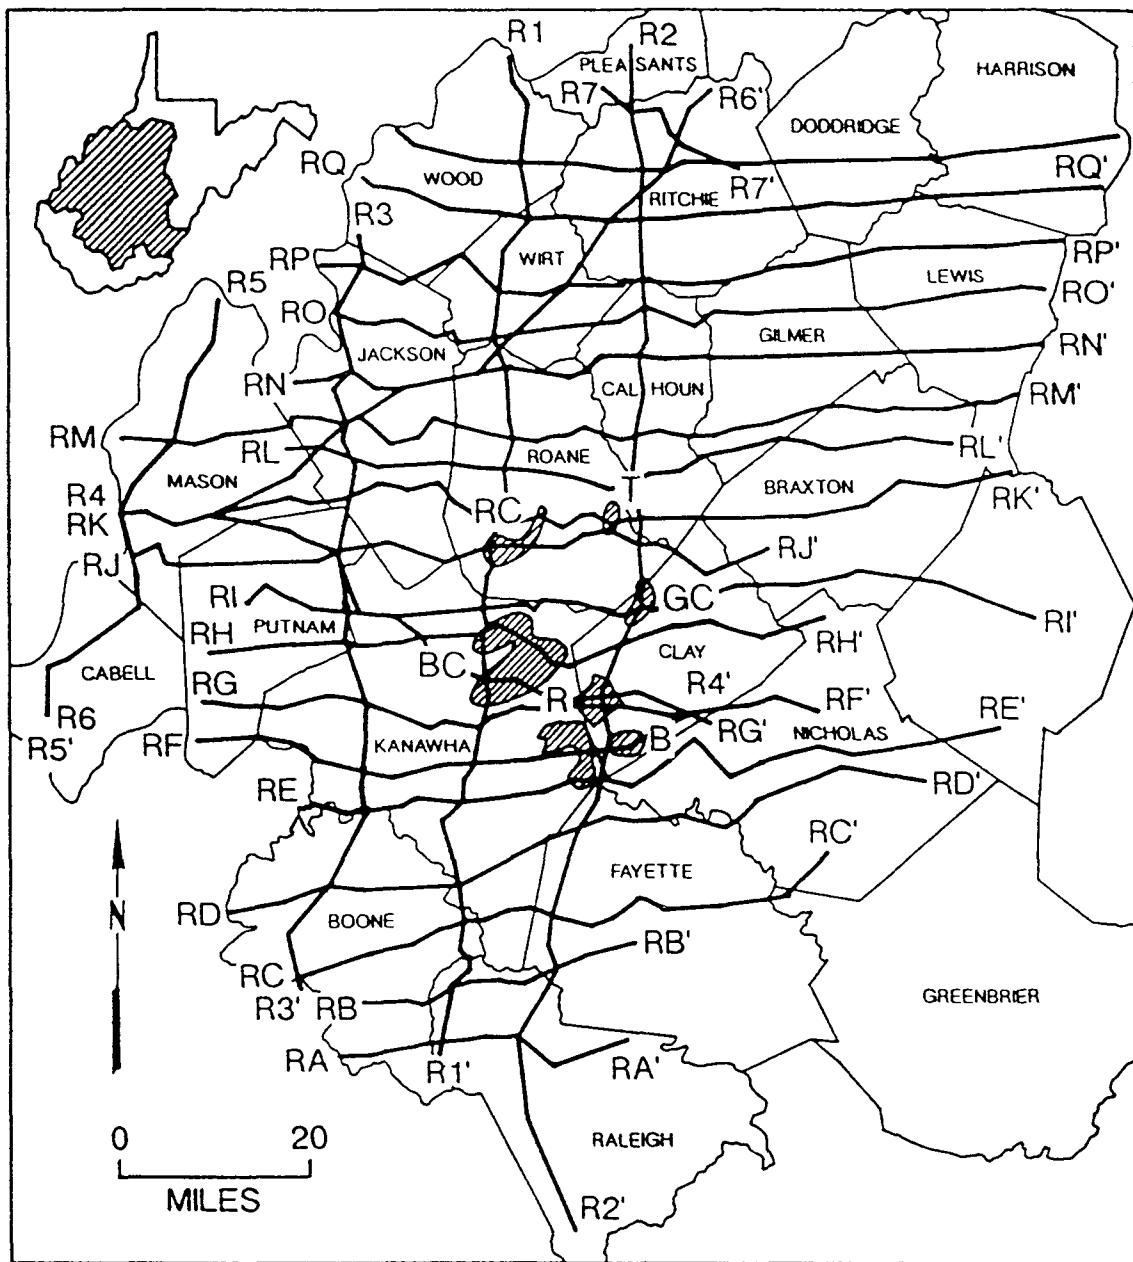 R1 R2
PLEASANTS
HARRISON
R7 R6'
DODDRIDGE
RQ WOOD R7' RQ'
RITCHIE
R3
RP WIRT RP'
R5 LEWIS
RO RO'
JACKSON GILMER RN'
RN CALHOUN RM'
RM RL ROANE RL'
MASON T BRAXTON
R4 RC RK'
RK
RJ RJ'
RI GC RI'
PUTNAM
RH BC CLAY RH'
CABELL RG R R4' RF'
R6 RE'
R5' RF KANAWHA B RG' NICHOLAS
RE RD'
RC'
FAYETTE
N RD BOONE
RB'
RC
R3' RB GREENBRIER
RA R1' RA'
0 20
MILES
RALEIGH
R2'